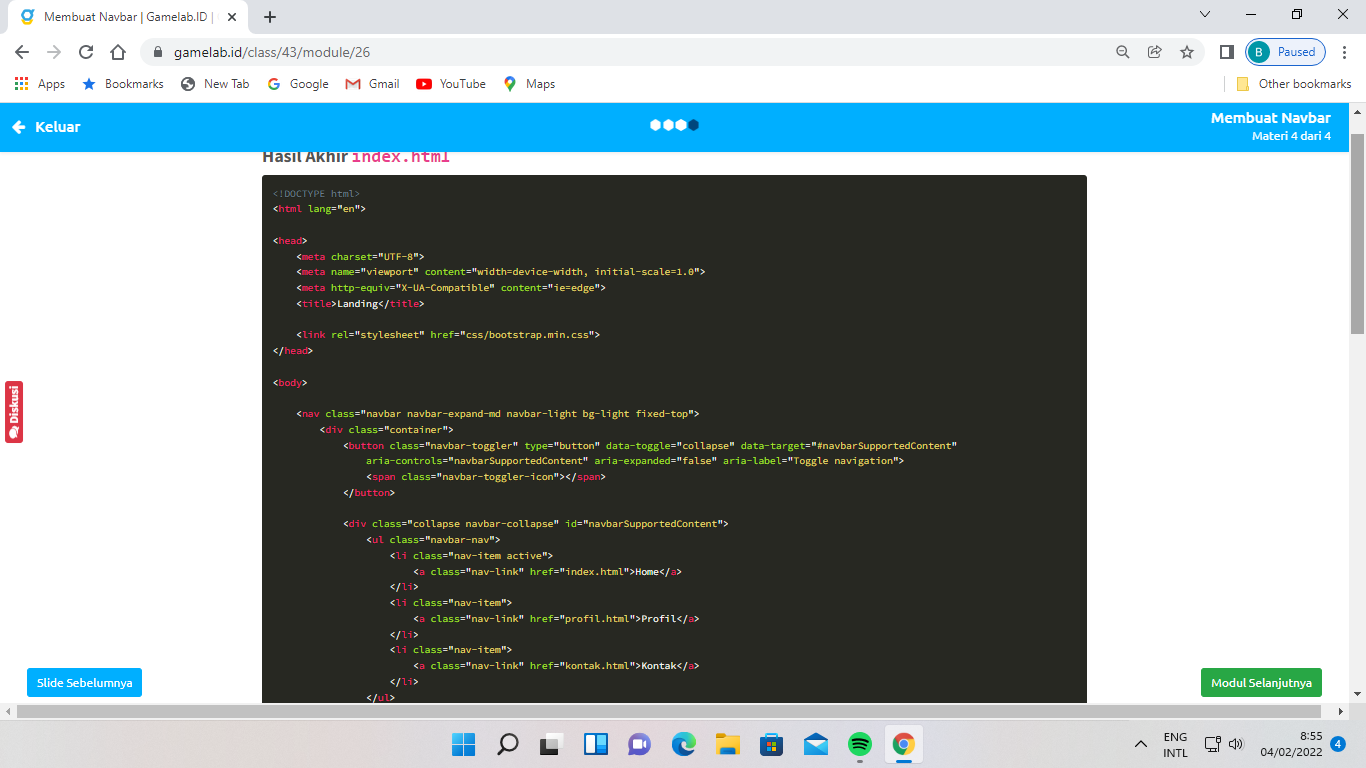 Membuat Navbar | Gamelab.ID |
gamelab.id/class/43/module/26
B Paused
Apps Bookmarks New Tab Google Gmail YouTube Maps Other bookmarks
Keluar
Membuat Navbar
Materi 4 dari 4
Hasil Akhir index.html
<!DOCTYPE html>
<html lang="en">
<head>
<meta charset="UTF-8">
<meta name="viewport" content="width=device-width, initial-scale=1.0">
<meta http-equiv="X-UA-Compatible" content="ie=edge">
<title>Landing</title>
<link rel="stylesheet" href="css/bootstrap.min.css">
</head>
<body>
<nav class="navbar navbar-expand-md navbar-light bg-light fixed-top">
<div class="container">
<button class="navbar-toggler" type="button" data-toggle="collapse" data-target="#navbarSupportedContent"
aria-controls="navbarSupportedContent" aria-expanded="false" aria-label="Toggle navigation">
<span class="navbar-toggler-icon"></span>
</button>
<div class="collapse navbar-collapse" id="navbarSupportedContent">
<ul class="navbar-nav">
<li class="nav-item active">
<a class="nav-link" href="index.html">Home</a>
</li>
<li class="nav-item">
<a class="nav-link" href="profil.html">Profil</a>
</li>
<li class="nav-item">
<a class="nav-link" href="kontak.html">Kontak</a>
</li>
</ul>
Diskusi
Slide Sebelumnya
Modul Selanjutnya
ENG
INTL
8:55
04/02/2022
4